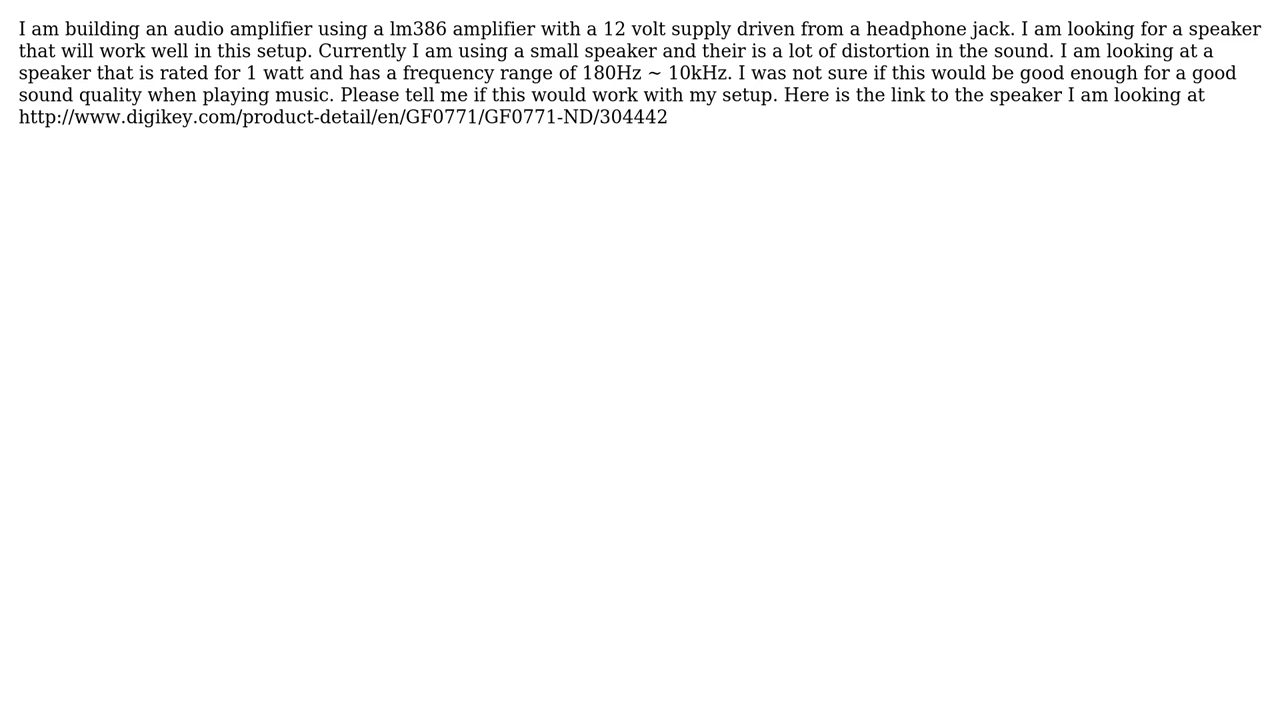 I am building an audio amplifier using a lm386 amplifier with a 12 volt supply driven from a headphone jack. I am looking for a speaker
that will work well in this setup. Currently I am using a small speaker and their is a lot of distortion in the sound. I am looking at a
speaker that is rated for 1 watt and has a frequency range of 180Hz ~ 10kHz. I was not sure if this would be good enough for a good
sound quality when playing music. Please tell me if this would work with my setup. Here is the link to the speaker I am looking at
http://www.digikey.com/product-detail/en/GF0771/GF0771-ND/304442